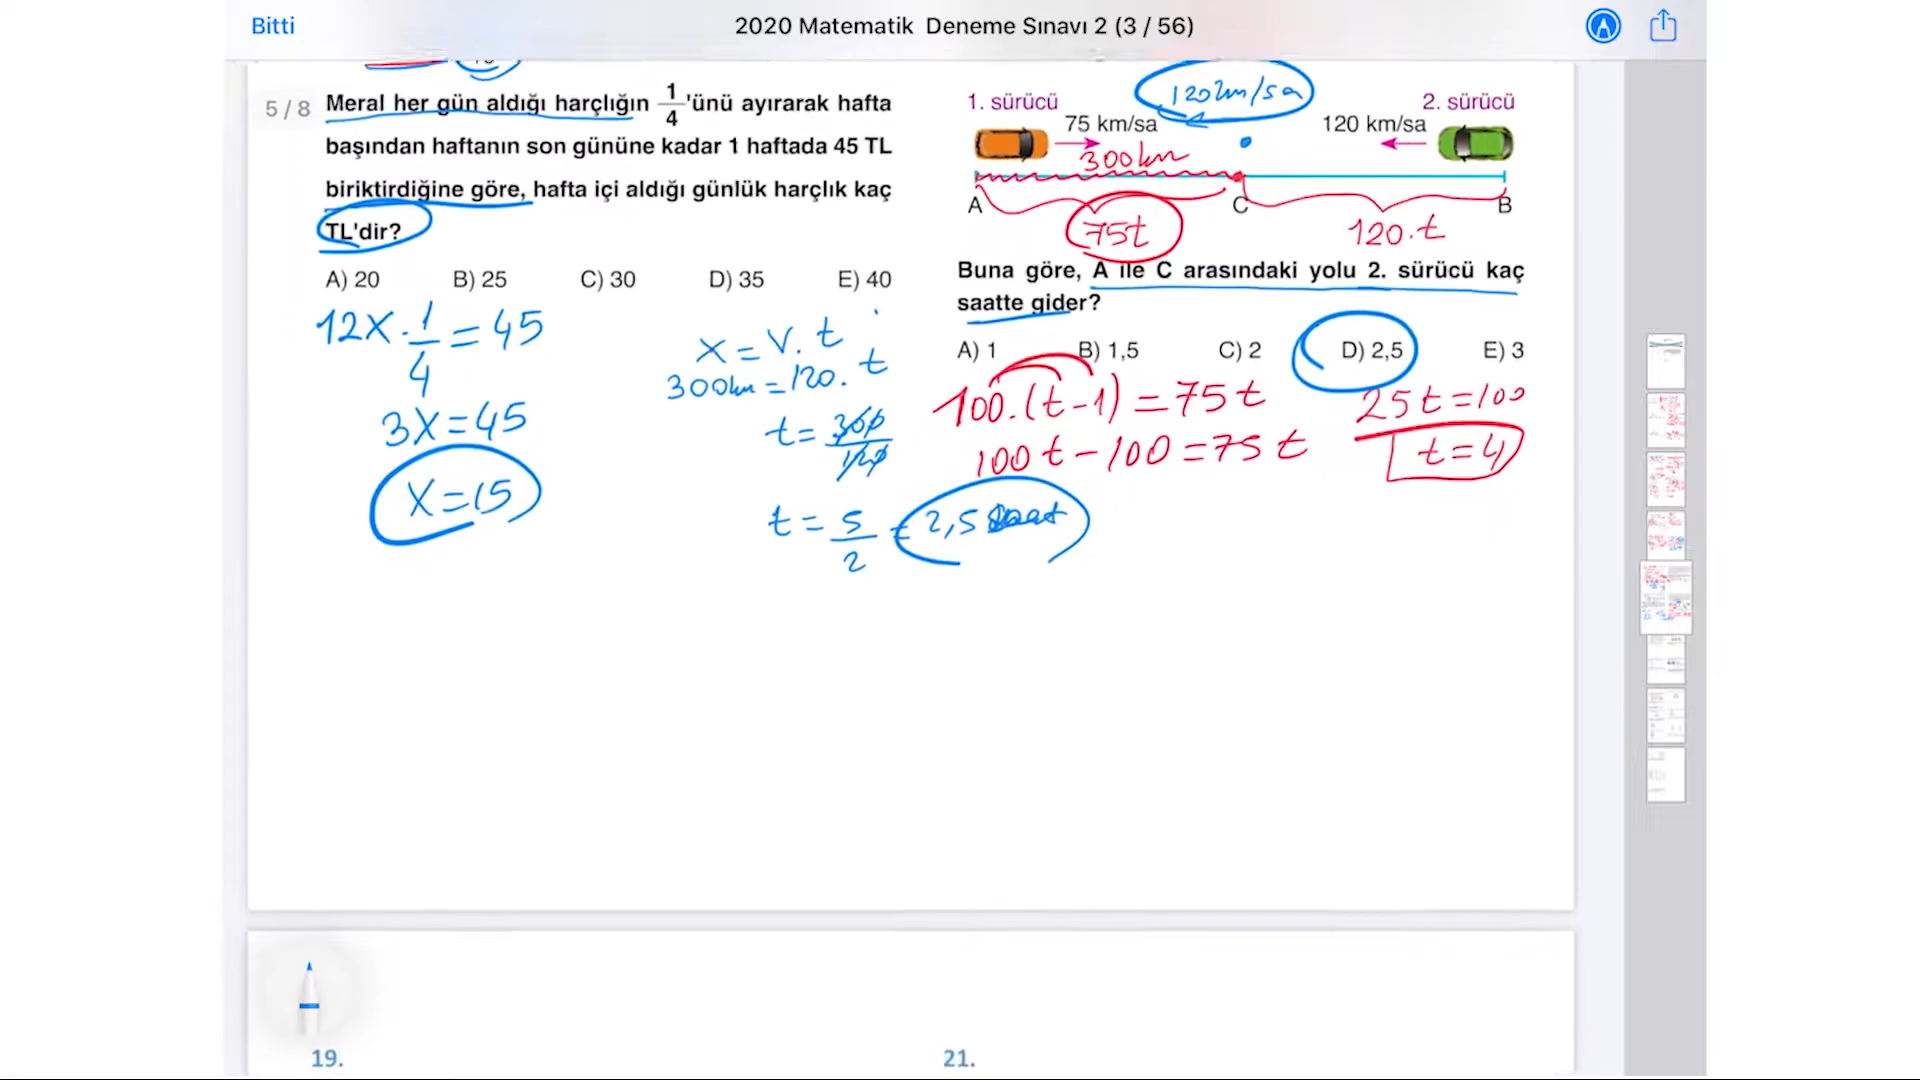 Bitti
2020 Matematik Deneme Sınavı 2 (3 / 56)
5 / 8
Meral her gün aldığı harçlığın 1/4'ünü ayırarak hafta
başından haftanın son gününe kadar 1 haftada 45 TL
biriktirdiğine göre, hafta içi aldığı günlük harçlık kaç
TL'dir?
A) 20 B) 25 C) 30 D) 35 E) 40
12X · 1/4 = 45
3X = 45
X = 15
x = v. t
300km = 120. t
t = 300/120
t = 5/2 = 2,5 saat
120 km/sa
1. sürücü 2. sürücü
75 km/sa 120 km/sa
300km
A C B
75t 120.t
Buna göre, A ile C arasındaki yolu 2. sürücü kaç
saatte gider?
A) 1 B) 1,5 C) 2 D) 2,5 E) 3
100.(t-1) = 75t
100t - 100 = 75t
25t = 100
t = 4
19. 21.